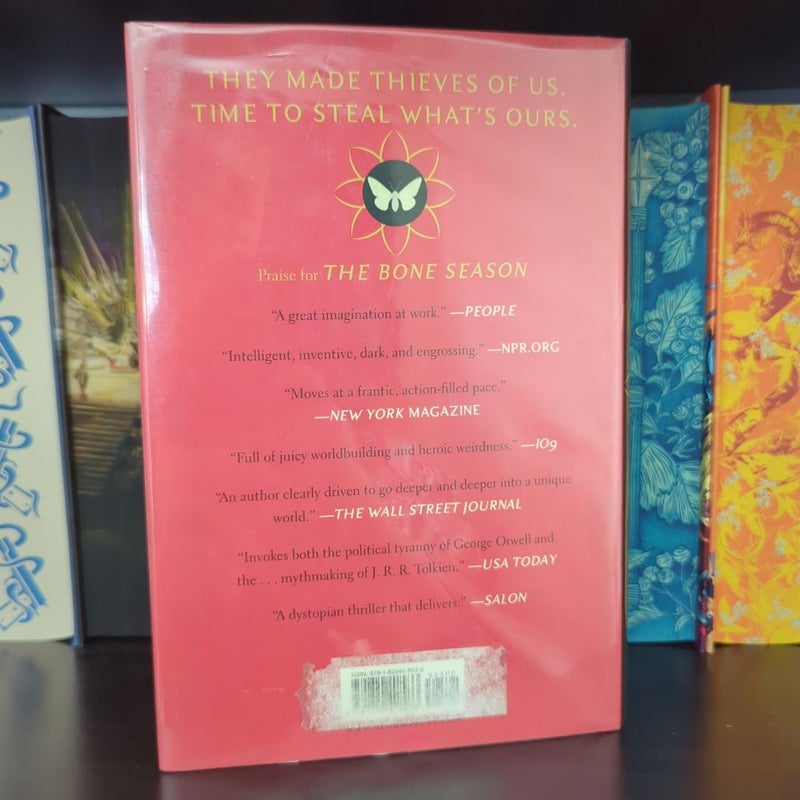 THEY MADE THIEVES OF US.
TIME TO STEAL WHAT'S OURS.
Praise for THE BONE SEASON
“A great imagination at work.” —PEOPLE
“Intelligent, inventive, dark, and engrossing.” —NPR.ORG
“Moves at a frantic, action-filled pace.”
—NEW YORK MAGAZINE
“Full of juicy worldbuilding and heroic weirdness.” —IO9
“An author clearly driven to go deeper and deeper into a unique
world.” —THE WALL STREET JOURNAL
“Invokes both the political tyranny of George Orwell and
the . . . mythmaking of J. R. R. Tolkien.” —USA TODAY
“A dystopian thriller that delivers.” —SALON
ISBN: